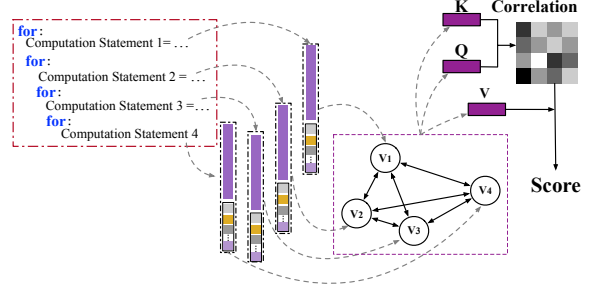 for:
Computation Statement 1= ...
for:
Computation Statement 2 = ...
for:
Computation Statement 3 = ...
for:
Computation Statement 4
K
Correlation
Q
V
V1
V2
V3
V4
Score